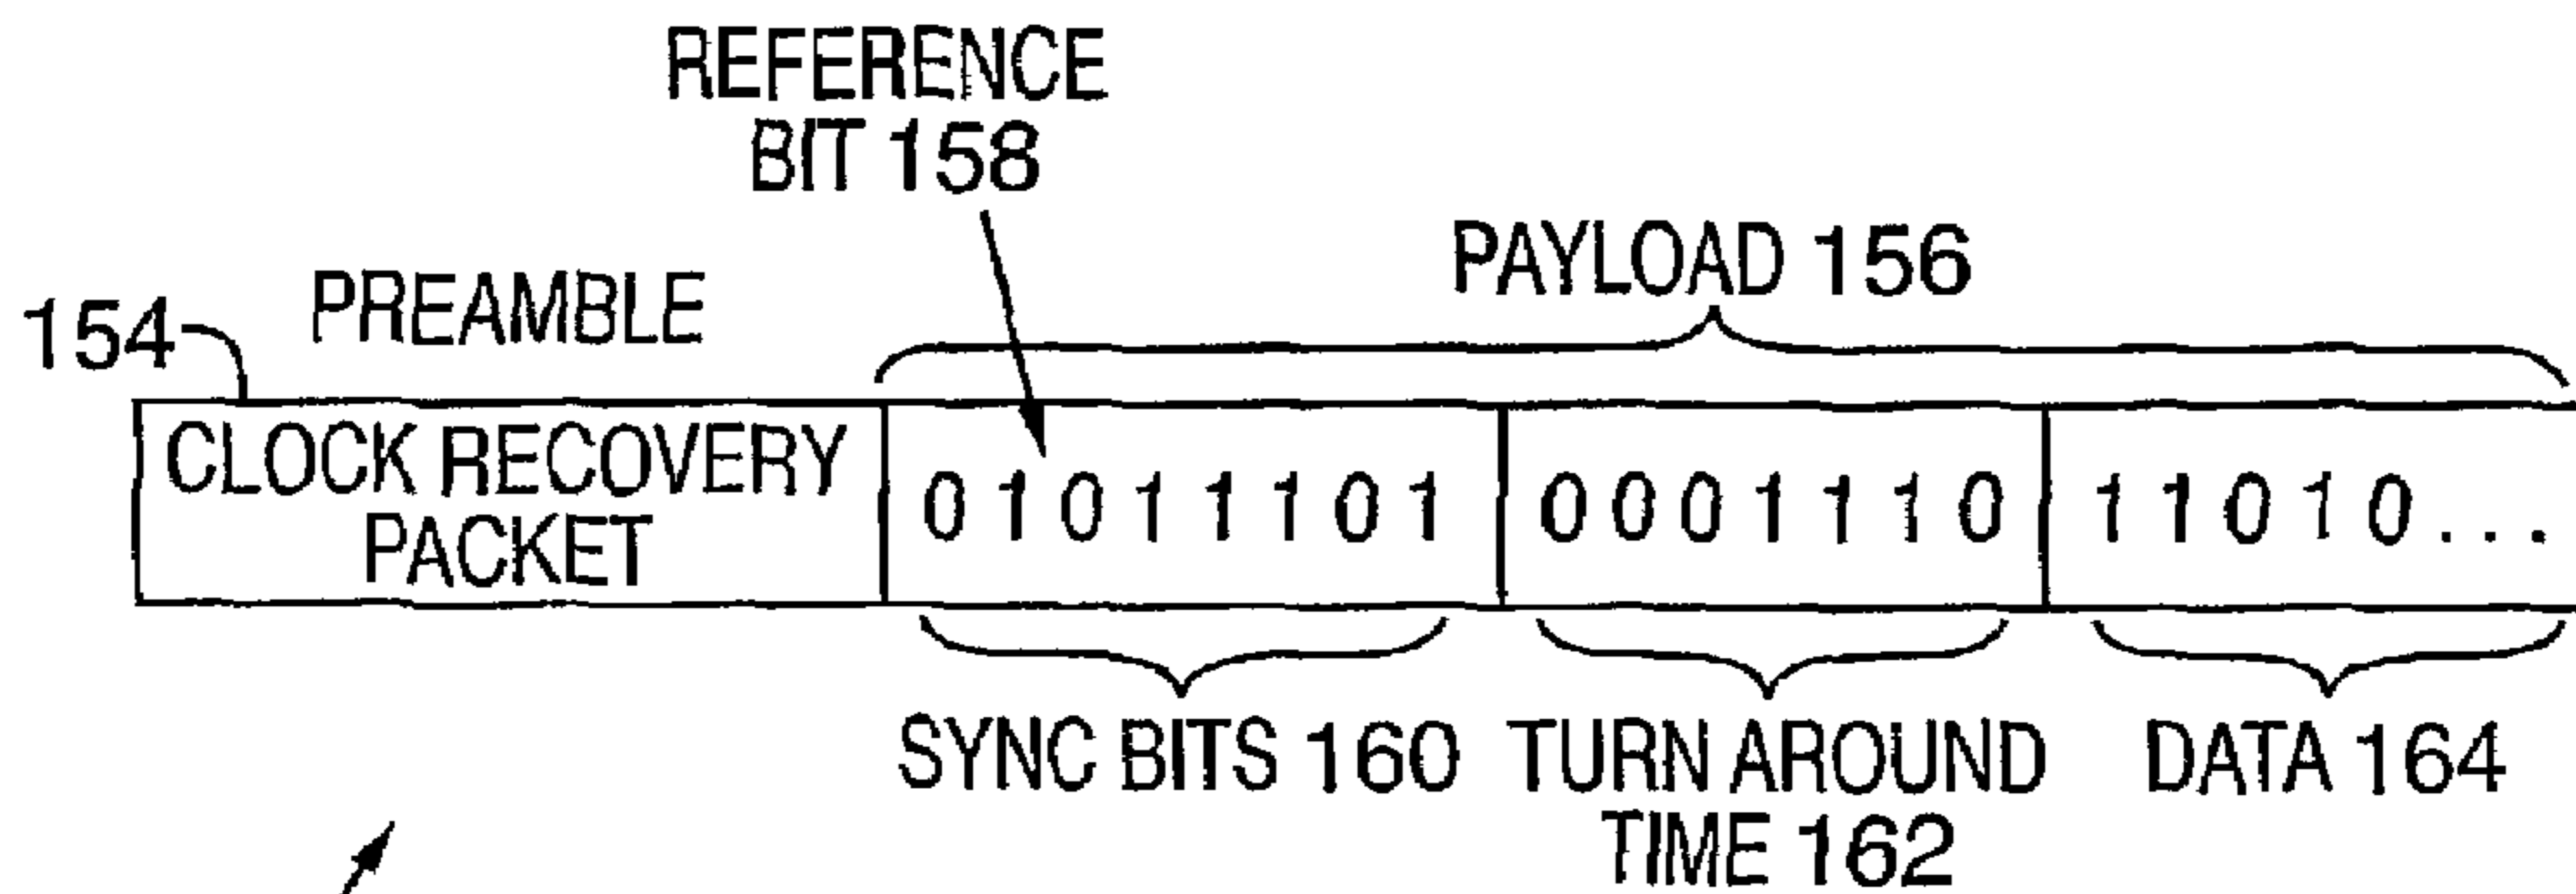 REFERENCE
BIT 158
PAYLOAD 156
154
PREAMBLE
CLOCK RECOVERY
PACKET
0 1 0 1 1 1 0 1
0 0 0 1 1 1 0
1 1 0 1 0 . . .
SYNC BITS 160
TURN AROUND
TIME 162
DATA 164